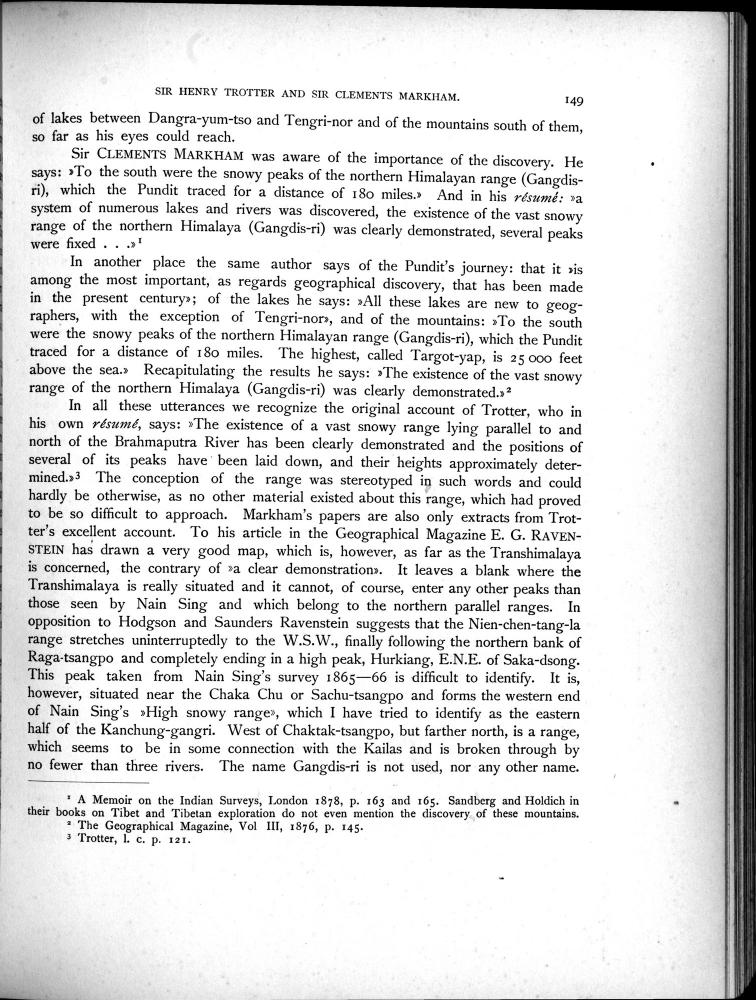 SIR HENRY TROTTER AND SIR CLEMENTS MARKHAM.
149
of lakes between Dangra-yum-tso and Tengri-nor and of the mountains south of them,
so far as his eyes could reach.
Sir CLEMENTS MARKHAM was aware of the importance of the discovery. He
says: »To the south were the snowy peaks of the northern Himalayan range (Gangdis-
ri), which the Pundit traced for a distance of 180 miles.» And in his résumé: »a
system of numerous lakes and rivers was discovered, the existence of the vast snowy
range of the northern Himalaya (Gangdis-ri) was clearly demonstrated, several peaks
were fixed . . .»¹
In another place the same author says of the Pundit's journey: that it »is
among the most important, as regards geographical discovery, that has been made
in the present century»; of the lakes he says: »All these lakes are new to geog-
raphers, with the exception of Tengri-nor», and of the mountains: »To the south
were the snowy peaks of the northern Himalayan range (Gangdis-ri), which the Pundit
traced for a distance of 180 miles. The highest, called Targot-yap, is 25 000 feet
above the sea.» Recapitulating the results he says: »The existence of the vast snowy
range of the northern Himalaya (Gangdis-ri) was clearly demonstrated.»²
In all these utterances we recognize the original account of Trotter, who in
his own résumé, says: »The existence of a vast snowy range lying parallel to and
north of the Brahmaputra River has been clearly demonstrated and the positions of
several of its peaks have been laid down, and their heights approximately deter-
mined.»³ The conception of the range was stereotyped in such words and could
hardly be otherwise, as no other material existed about this range, which had proved
to be so difficult to approach. Markham's papers are also only extracts from Trot-
ter's excellent account. To his article in the Geographical Magazine E. G. RAVEN-
STEIN has drawn a very good map, which is, however, as far as the Transhimalaya
is concerned, the contrary of »a clear demonstration». It leaves a blank where the
Transhimalaya is really situated and it cannot, of course, enter any other peaks than
those seen by Nain Sing and which belong to the northern parallel ranges. In
opposition to Hodgson and Saunders Ravenstein suggests that the Nien-chen-tang-la
range stretches uninterruptedly to the W.S.W., finally following the northern bank of
Raga-tsangpo and completely ending in a high peak, Hurkiang, E.N.E. of Saka-dsong.
This peak taken from Nain Sing's survey 1865—66 is difficult to identify. It is,
however, situated near the Chaka Chu or Sachu-tsangpo and forms the western end
of Nain Sing's »High snowy range», which I have tried to identify as the eastern
half of the Kanchung-gangri. West of Chaktak-tsangpo, but farther north, is a range,
which seems to be in some connection with the Kailas and is broken through by
no fewer than three rivers. The name Gangdis-ri is not used, nor any other name.
¹ A Memoir on the Indian Surveys, London 1878, p. 163 and 165. Sandberg and Holdich in
their books on Tibet and Tibetan exploration do not even mention the discovery of these mountains.
² The Geographical Magazine, Vol III, 1876, p. 145.
³ Trotter, l. c. p. 121.